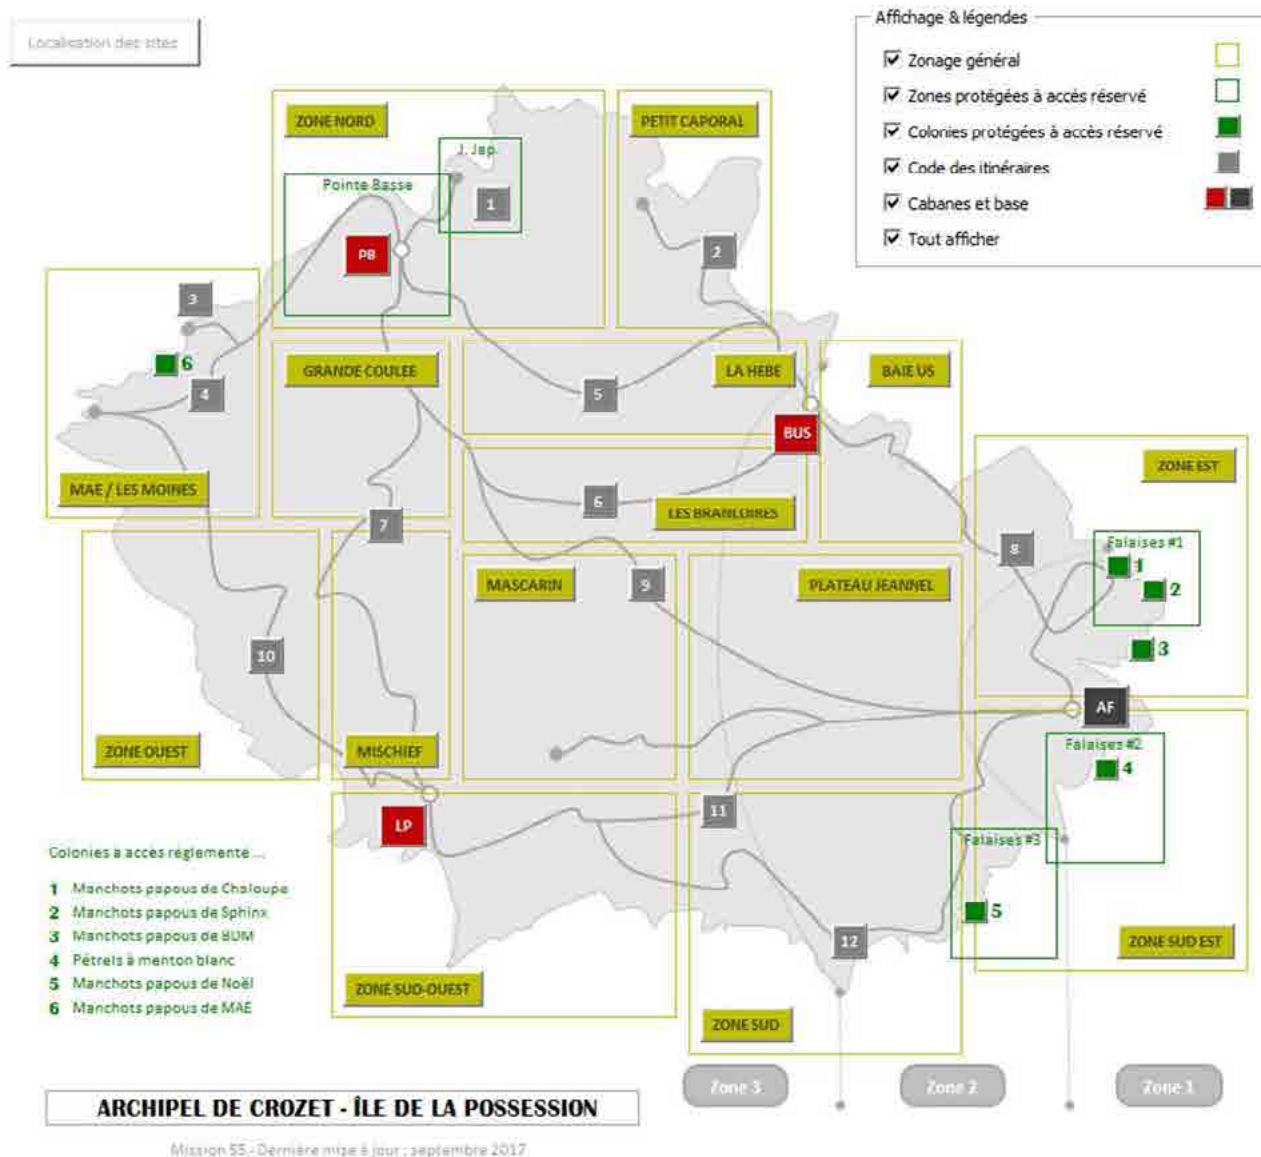 Localisation des sites
Affichage & légendes
Zonage général
Zones protégées à accès réservé
Colonies protégées à accès réservé
Code des itinéraires
Cabanes et base
Tout afficher
ZONE NORD
PETIT CAPORAL
J. Jap.
Pointe Basse
1
PB
2
3
6
4
GRANDE COULEE
LA HEBE
BAIE US
5
BUS
MAE / LES MOINES
ZONE EST
6
LES BRANLOIRES
7
8
Falaises #1
1
2
MASCARIN
9
PLATEAU JEANNEL
3
10
AF
ZONE OUEST
MISCHIEF
Falaises #2
4
11
LP
Falaises #3
5
12
ZONE SUD EST
ZONE SUD-OUEST
ZONE SUD
Colonies a accès réglementé ...
1 Manchots papous de Chaloupe
2 Manchots papous de Sphinx
3 Manchots papous de BDM
4 Pétrels à menton blanc
5 Manchots papous de Noël
6 Manchots papous de MAE
Zone 3
Zone 2
Zone 1
ARCHIPEL DE CROZET - ÎLE DE LA POSSESSION
Mission 55 - Dernière mise à jour : septembre 2017